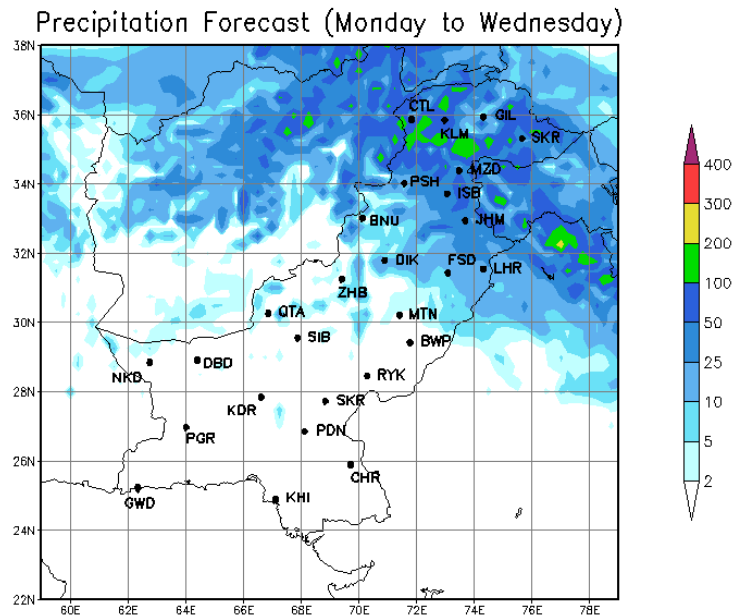 Precipitation Forecast (Monday to Wednesday)
38N
36N
34N
32N
30N
28N
26N
24N
22N
60E
62E
64E
66E
68E
70E
72E
74E
76E
78E
CTL
GIL
KLM
SKR
MZD
PSH
ISB
BNU
JHM
DIK
FSD
LHR
ZHB
QTA
MTN
SIB
BWP
DBD
NKD
RYK
KDR
SKR
PGR
PDN
CHR
GWD
KHI
400
300
200
100
50
25
10
5
2